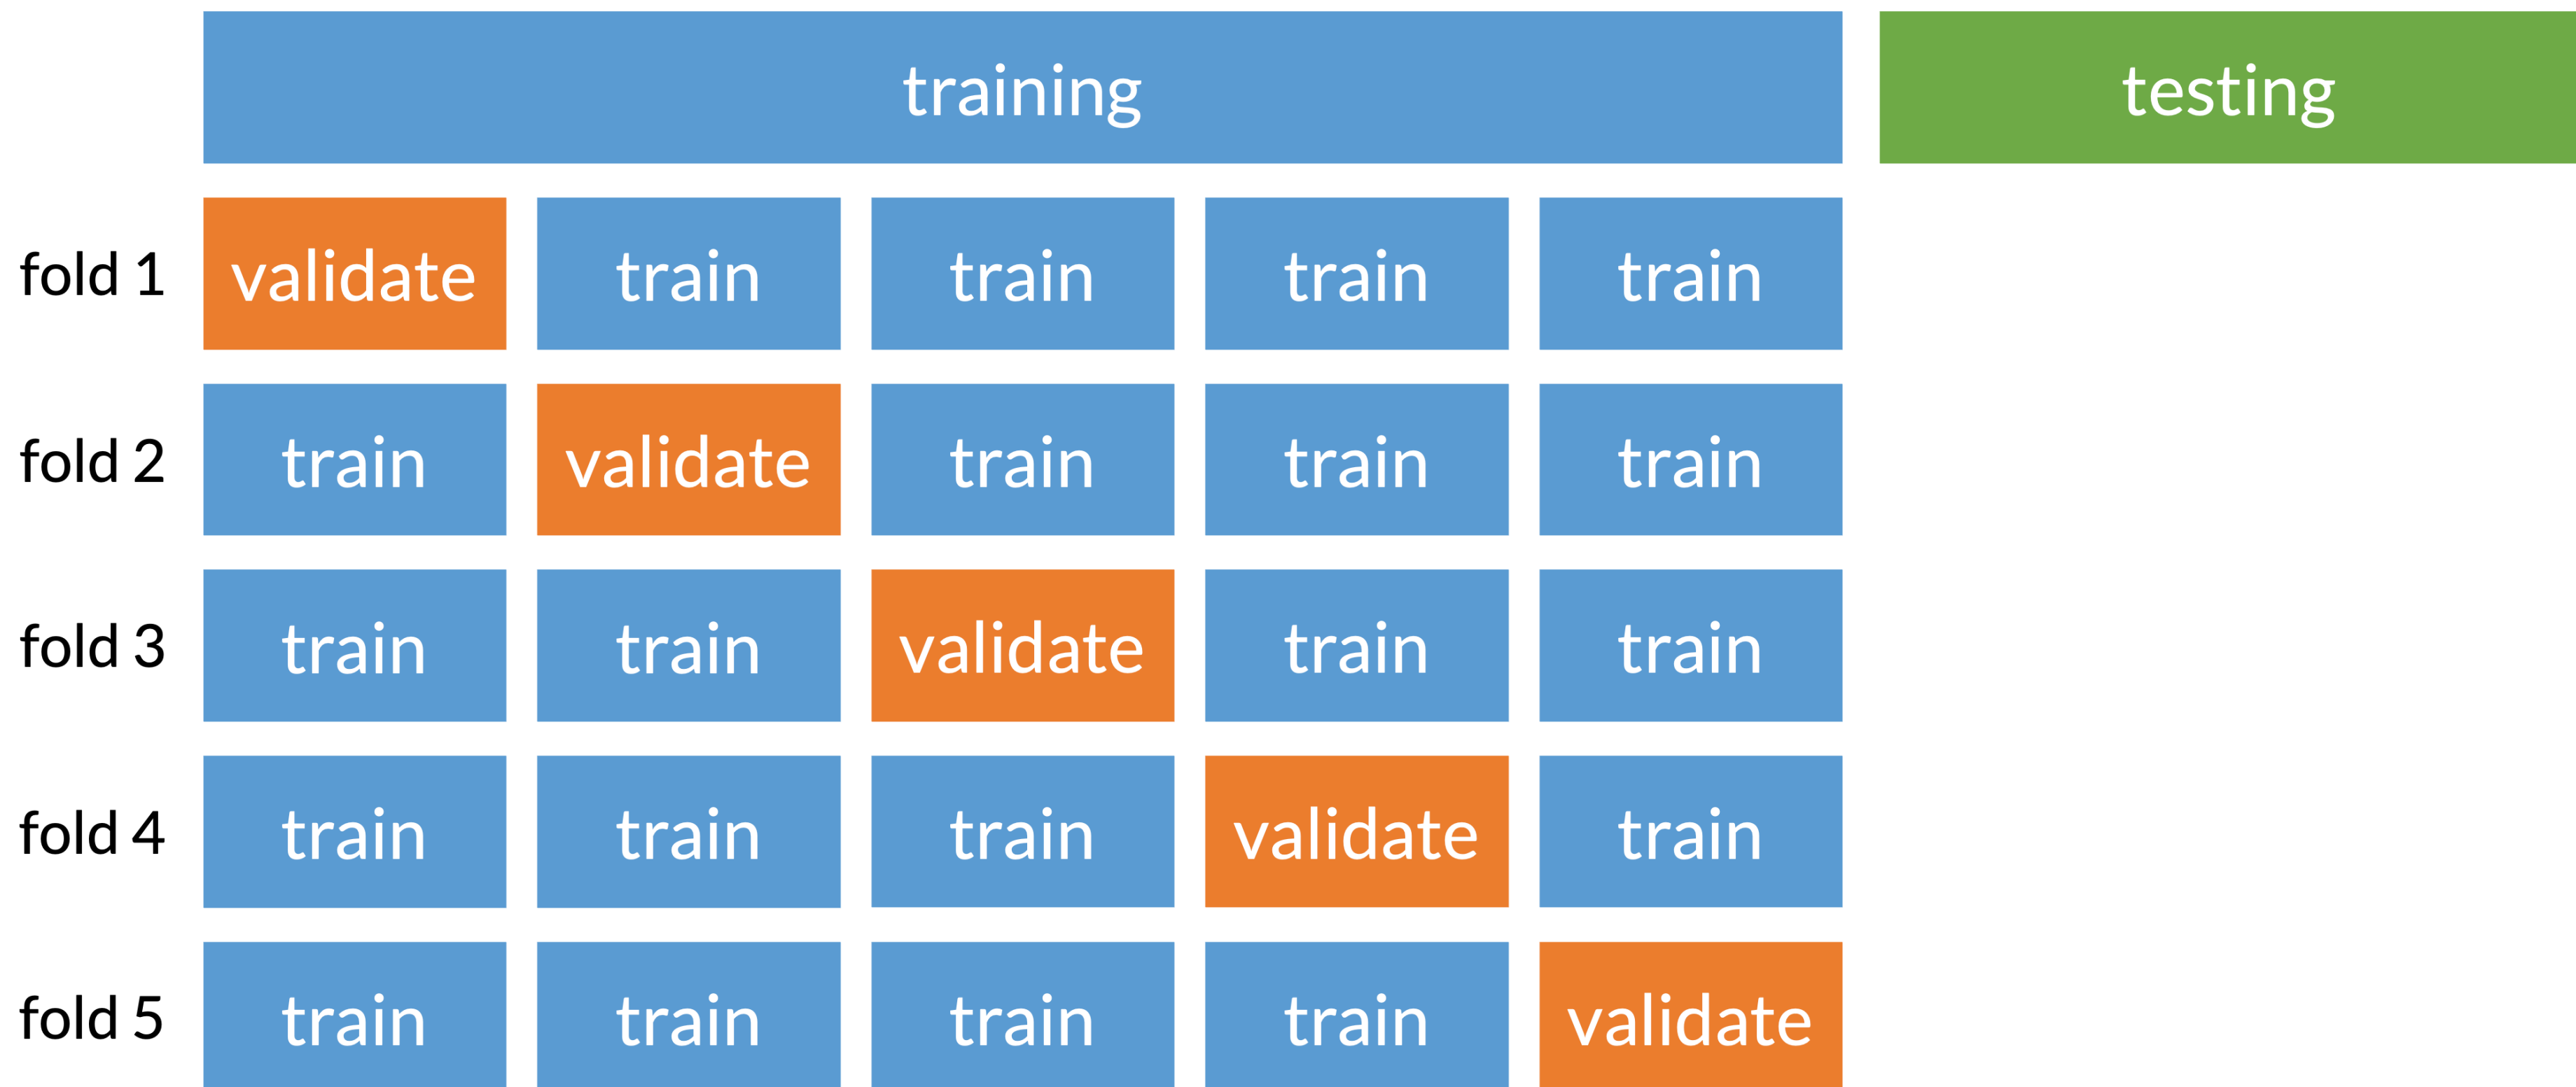 training testing
fold 1 validate train train train train
fold 2 train validate train train train
fold 3 train train validate train train
fold 4 train train train validate train
fold 5 train train train train validate